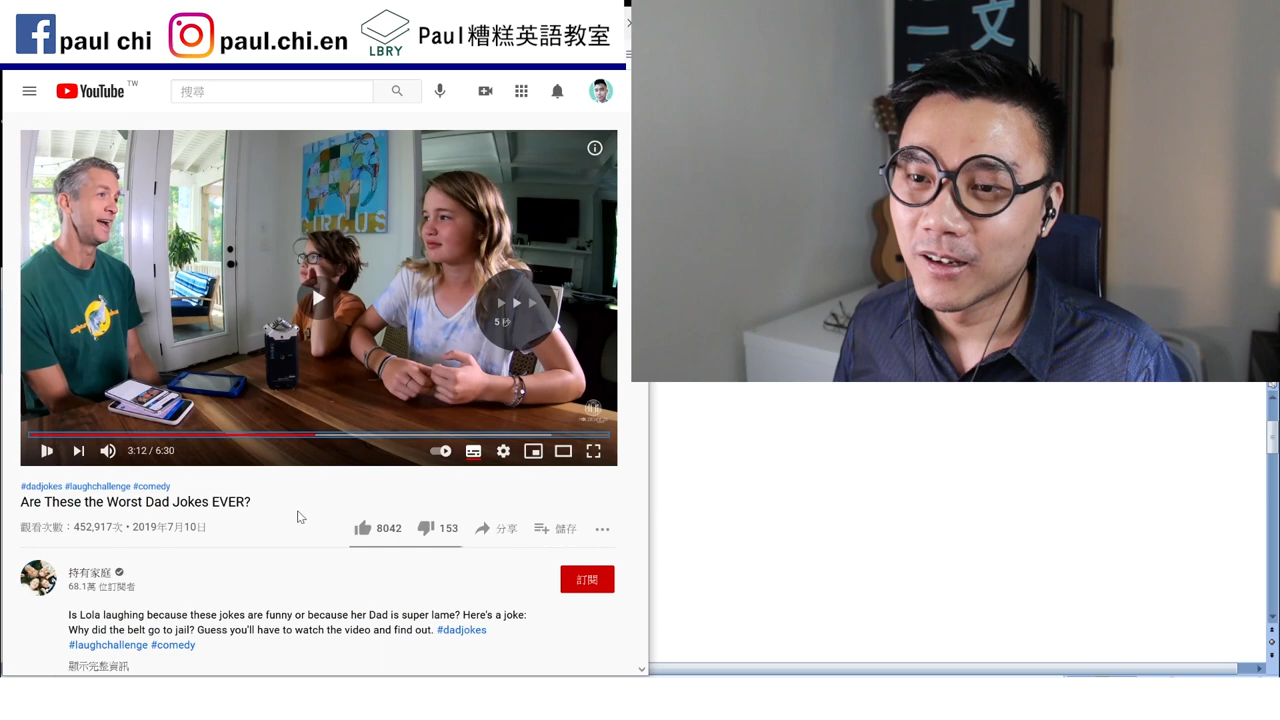 paul chi
paul.chi.en
LBRY
Paul糟糕英語教室
文
YouTube TW
搜尋
CIRCUS
5 秒
3:12 / 6:30
#dadjokes #laughchallenge #comedy
Are These the Worst Dad Jokes EVER?
觀看次數：452,917次 • 2019年7月10日
8042
153
分享
儲存
持有家庭
68.1萬 位訂閱者
訂閱
Is Lola laughing because these jokes are funny or because her Dad is super lame? Here's a joke:
Why did the belt go to jail? Guess you'll have to watch the video and find out. #dadjokes
#laughchallenge #comedy
顯示完整資訊